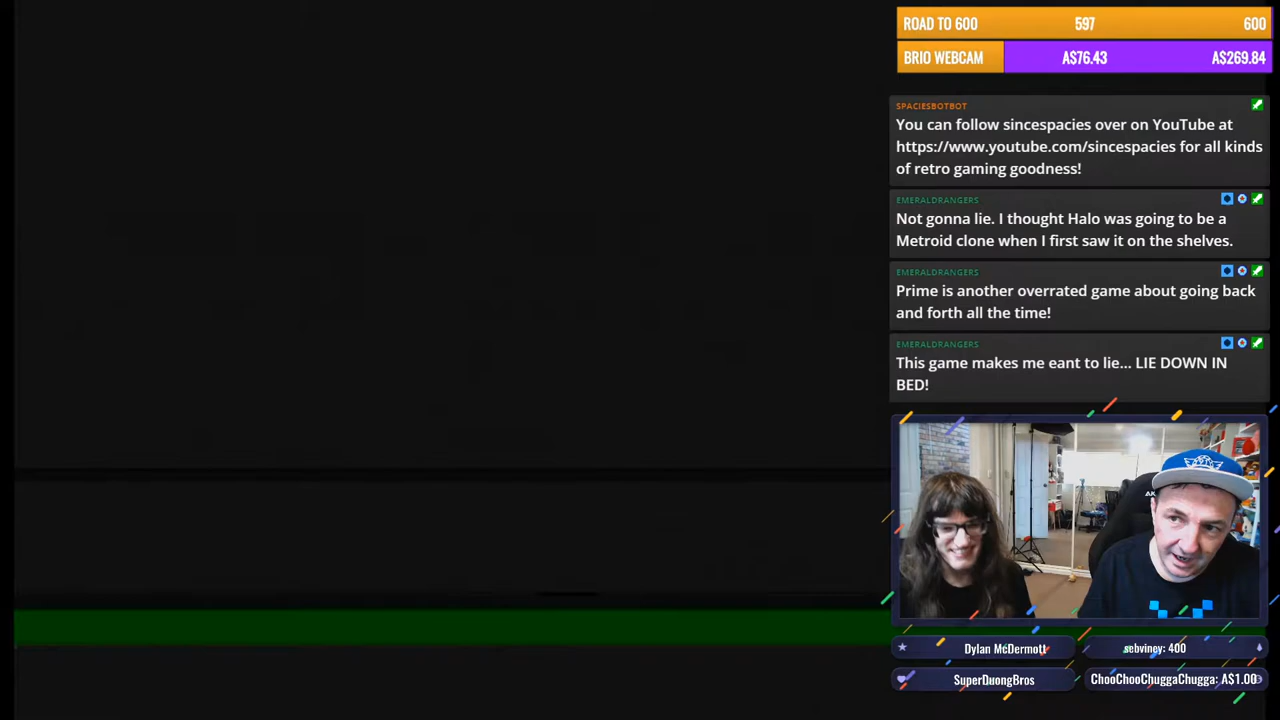 ROAD TO 600 597 600
BRIO WEBCAM A$76.43 A$269.84
SPACIESBOTBOT
You can follow sincespacies over on YouTube at
https://www.youtube.com/sincespacies for all kinds
of retro gaming goodness!
EMERALDRANGERS
Not gonna lie. I thought Halo was going to be a
Metroid clone when I first saw it on the shelves.
EMERALDRANGERS
Prime is another overrated game about going back
and forth all the time!
EMERALDRANGERS
This game makes me eant to lie... LIE DOWN IN
BED!
AK
Dylan McDermott sebviney: 400
SuperDuongBros ChooChooChuggaChugga: A$1.00